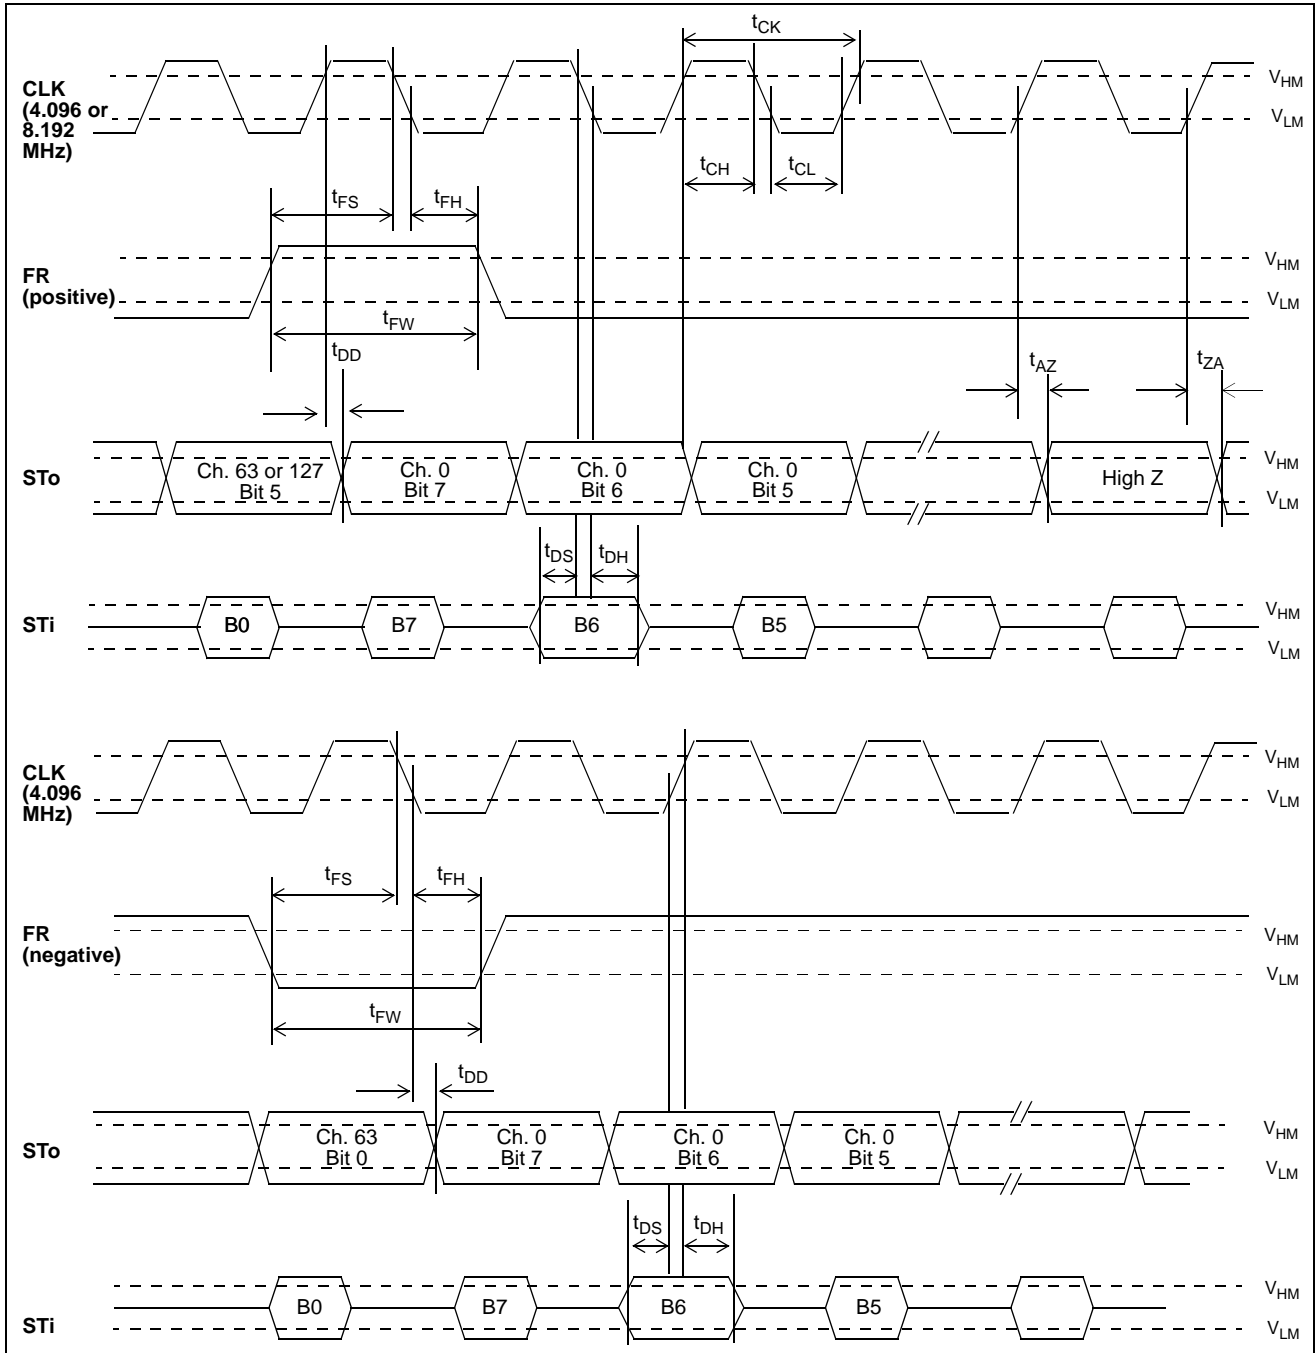 tCK
CLK
(4.096 or
8.192
MHz)
VHM
VLM
tCH
tCL
tFS
tFH
FR
(positive)
VHM
VLM
tFW
tDD
tAZ
tZA
STo
Ch. 63 or 127
Bit 5
Ch. 0
Bit 7
Ch. 0
Bit 6
Ch. 0
Bit 5
High Z
VHM
VLM
tDS
tDH
STi
B0
B7
B6
B5
VHM
VLM
CLK
(4.096
MHz)
VHM
VLM
tFS
tFH
FR
(negative)
VHM
VLM
tFW
tDD
STo
Ch. 63
Bit 0
Ch. 0
Bit 7
Ch. 0
Bit 6
Ch. 0
Bit 5
VHM
VLM
tDS
tDH
STi
B0
B7
B6
B5
VHM
VLM